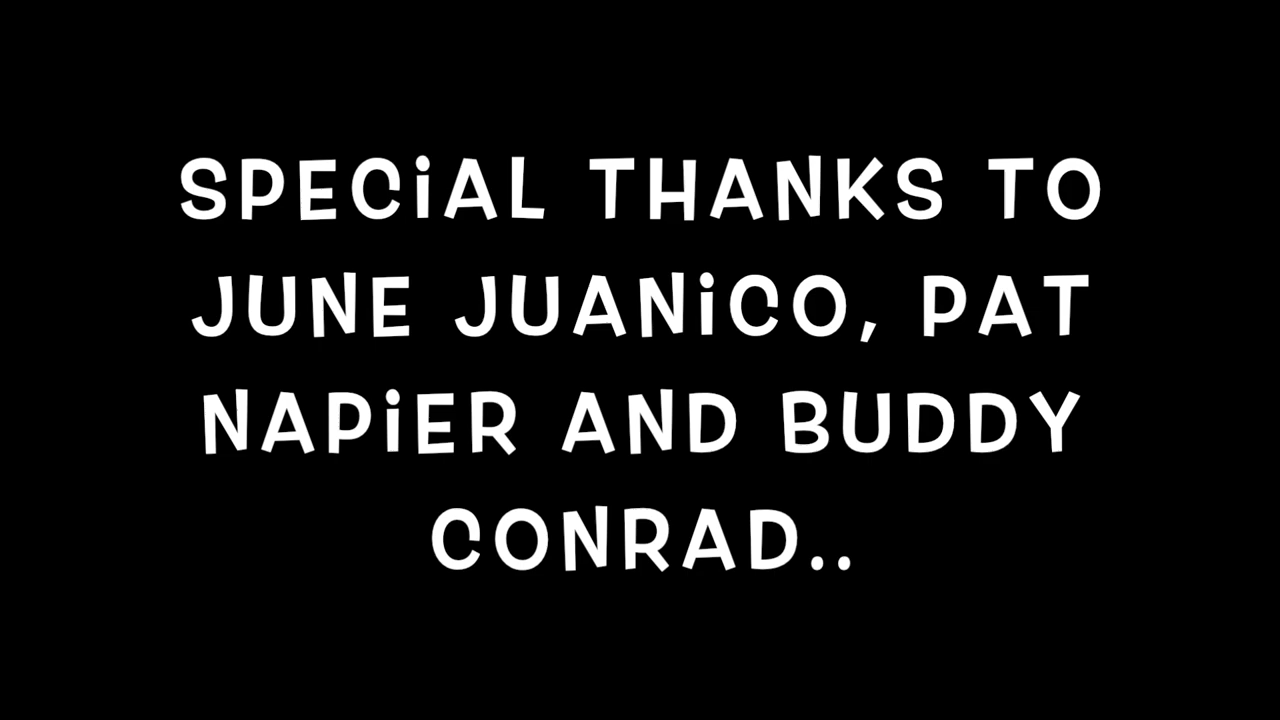 SPECiAL THANKS TO
JUNE JUANiCO, PAT
NAPiER AND BUDDY
CONRAD..